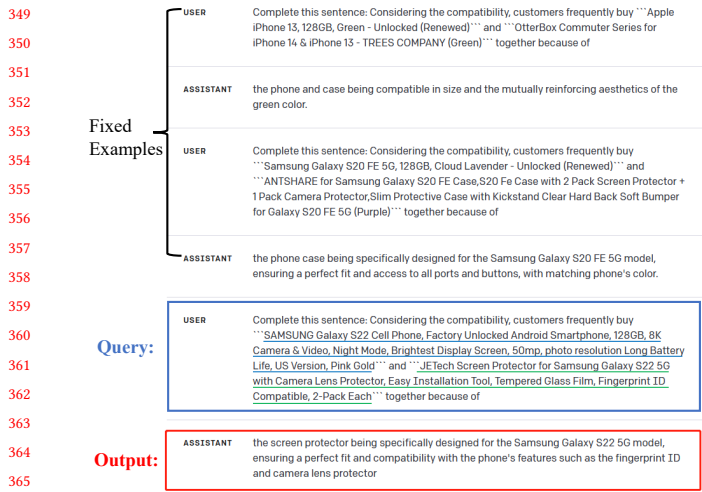 349
350
351
352
353
354
355
356
357
358
359
360
361
362
363
364
365
Fixed
Examples
USER Complete this sentence: Considering the compatibility, customers frequently buy ```Apple
iPhone 13, 128GB, Green - Unlocked (Renewed)``` and ```OtterBox Commuter Series for
iPhone 14 & iPhone 13 - TREES COMPANY (Green)``` together because of
ASSISTANT the phone and case being compatible in size and the mutually reinforcing aesthetics of the
green color.
USER Complete this sentence: Considering the compatibility, customers frequently buy
```Samsung Galaxy S20 FE 5G, 128GB, Cloud Lavender - Unlocked (Renewed)``` and
```ANTSHARE for Samsung Galaxy S20 FE Case,S20 Fe Case with 2 Pack Screen Protector +
1 Pack Camera Protector,Slim Protective Case with Kickstand Clear Hard Back Soft Bumper
for Galaxy S20 FE 5G (Purple)``` together because of
ASSISTANT the phone case being specifically designed for the Samsung Galaxy S20 FE 5G model,
ensuring a perfect fit and access to all ports and buttons, with matching phone's color.
Query:
USER Complete this sentence: Considering the compatibility, customers frequently buy
```SAMSUNG Galaxy S22 Cell Phone, Factory Unlocked Android Smartphone, 128GB, 8K
Camera & Video, Night Mode, Brightest Display Screen, 50mp, photo resolution Long Battery
Life, US Version, Pink Gold``` and ```JETech Screen Protector for Samsung Galaxy S22 5G
with Camera Lens Protector, Easy Installation Tool, Tempered Glass Film, Fingerprint ID
Compatible, 2-Pack Each``` together because of
Output:
ASSISTANT the screen protector being specifically designed for the Samsung Galaxy S22 5G model,
ensuring a perfect fit and compatibility with the phone's features such as the fingerprint ID
and camera lens protector